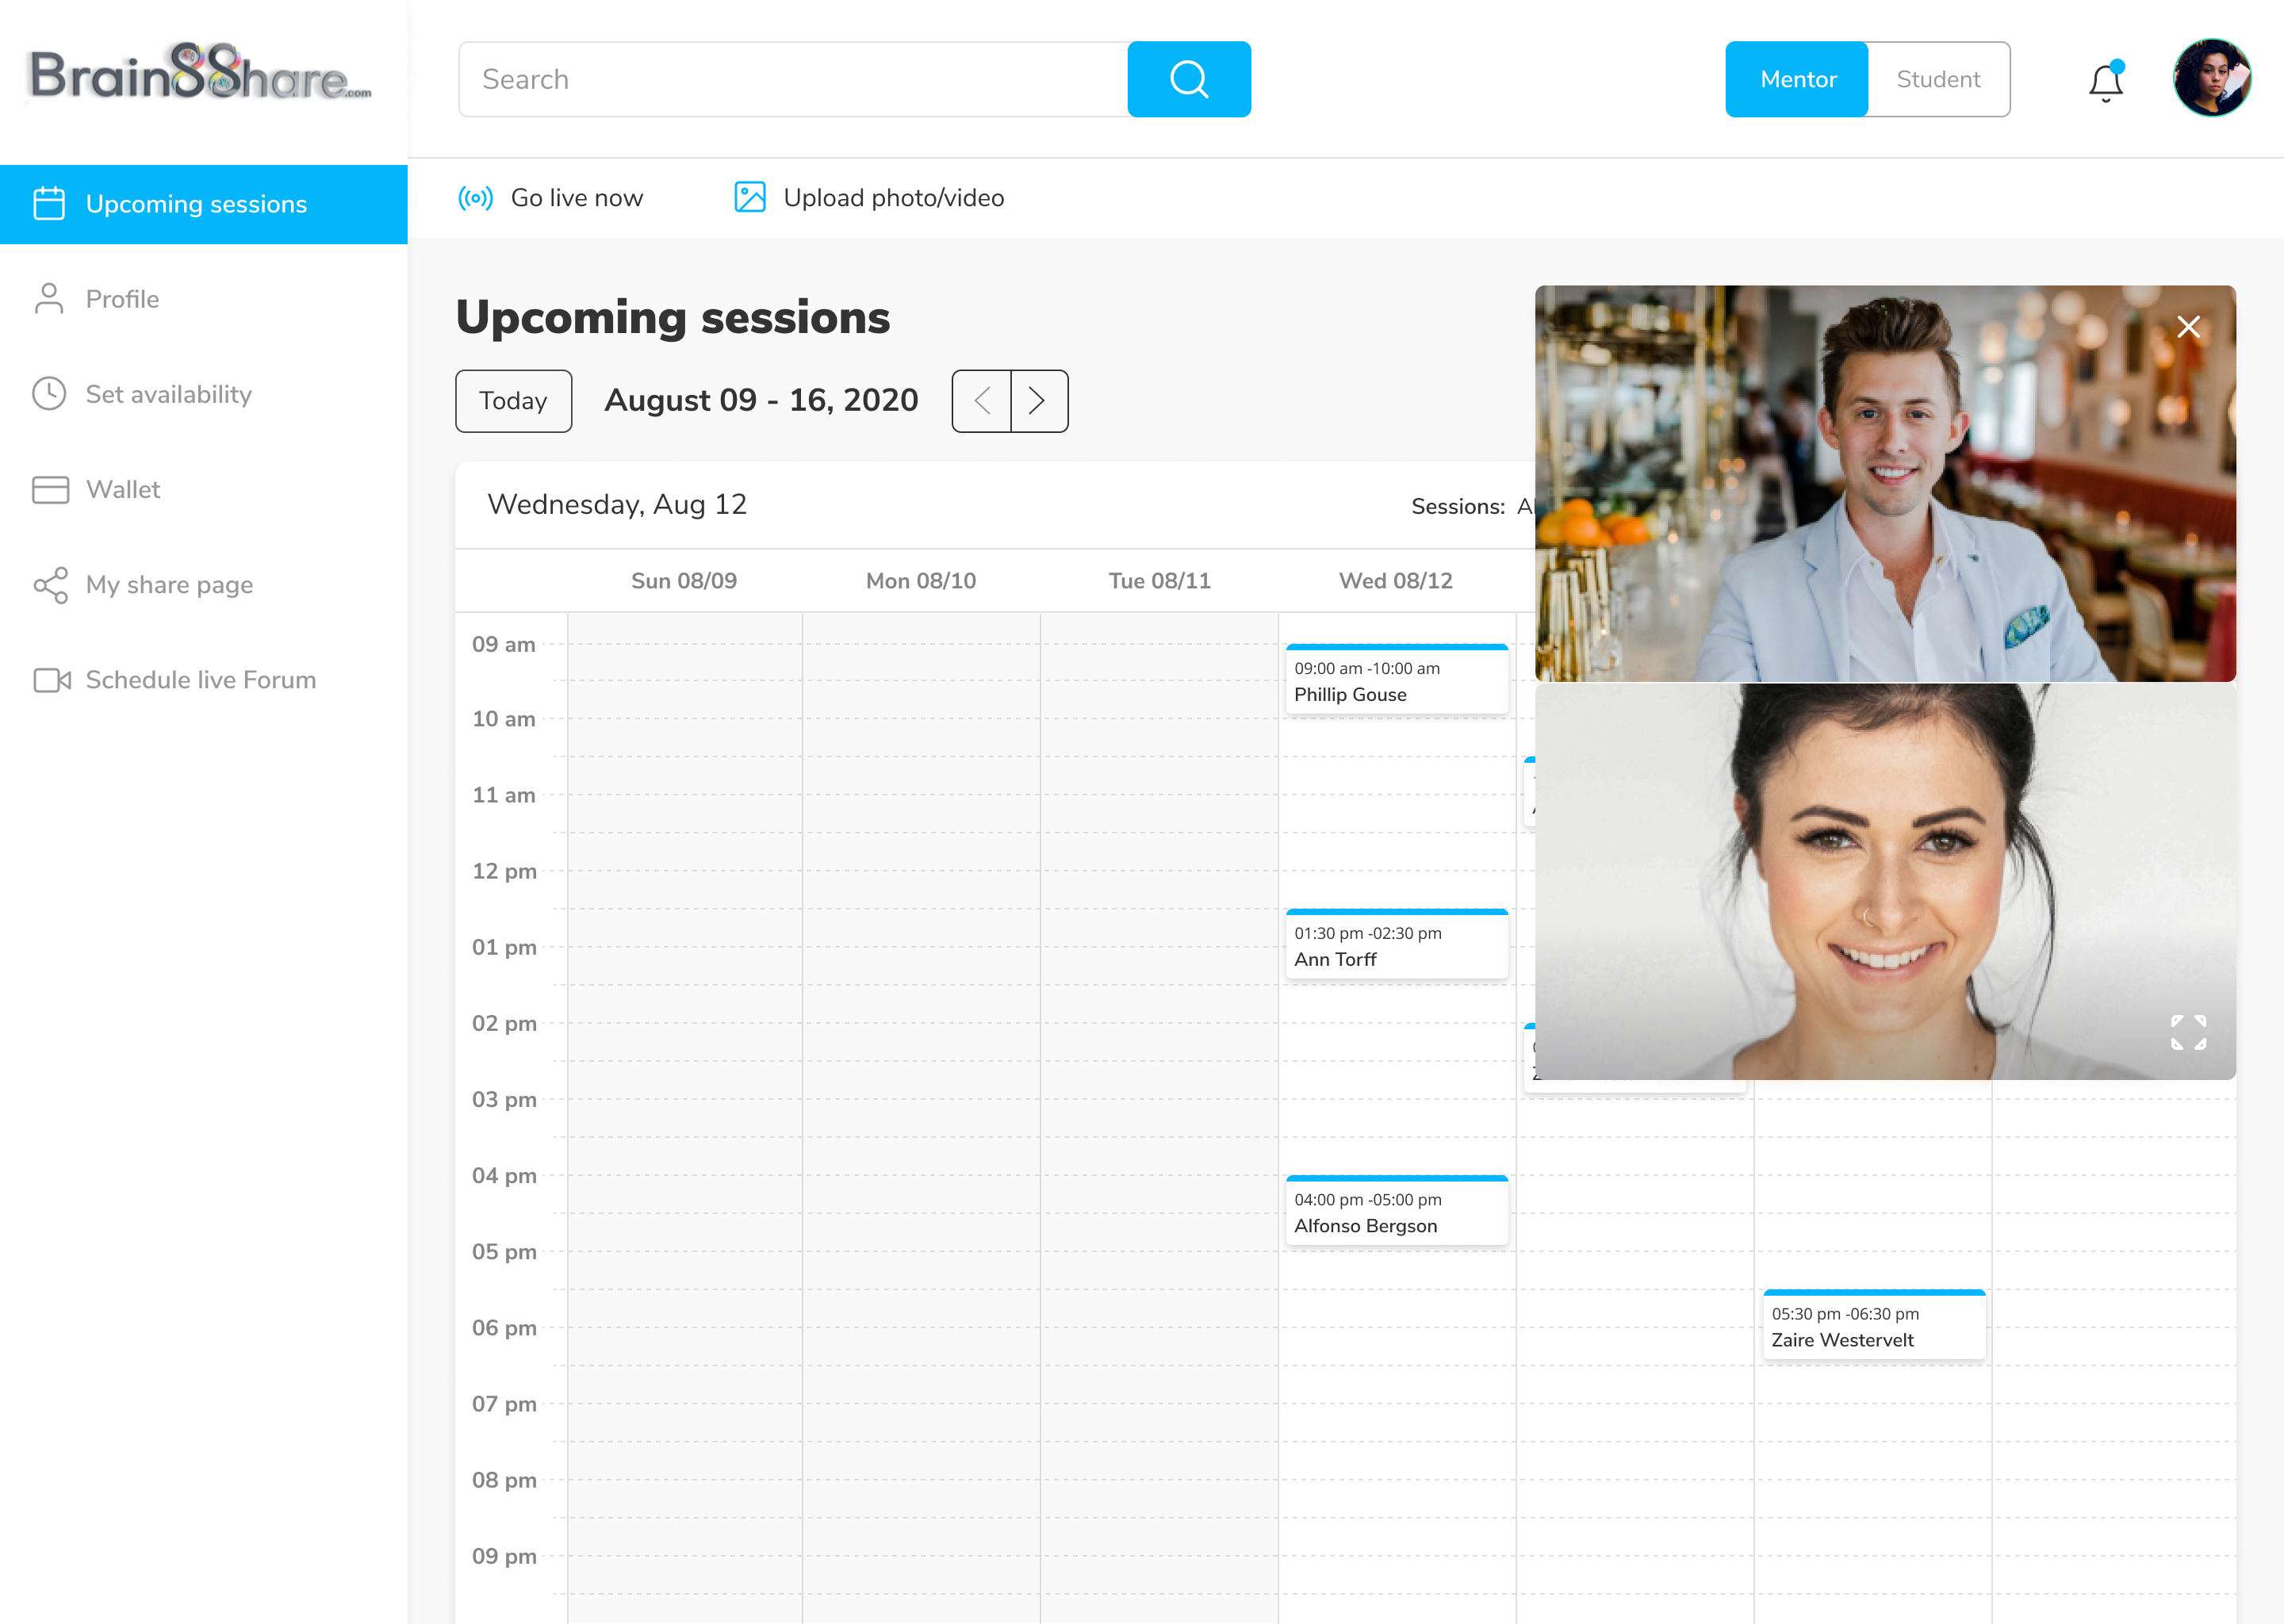 Brain88hare.com
Search
Mentor
Student
Upcoming sessions
Profile
Set availability
Wallet
My share page
Schedule live Forum
Go live now
Upload photo/video
Upcoming sessions
Today
August 09 - 16, 2020
Wednesday, Aug 12
Sessions:
Sun 08/09
Mon 08/10
Tue 08/11
Wed 08/12
09 am
09:00 am -10:00 am
Phillip Gouse
10 am
11 am
12 pm
01:30 pm -02:30 pm
01 pm
Ann Torff
02 pm
03 pm
04 pm
04:00 pm -05:00 pm
Alfonso Bergson
05 pm
05:30 pm -06:30 pm
06 pm
Zaire Westervelt
07 pm
08 pm
09 pm